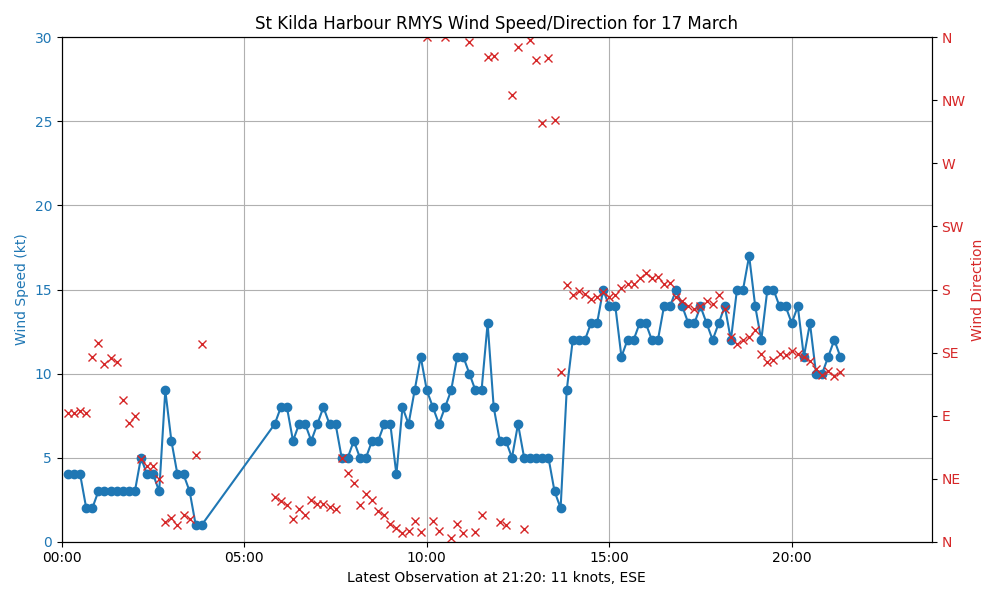 St Kilda Harbour RMYS Wind Speed/Direction for 17 March
30
25
20
15
10
5
0
Wind Speed (kt)
N
NW
W
SW
S
SE
E
NE
N
Wind Direction
00:00 05:00 10:00 15:00 20:00
Latest Observation at 21:20: 11 knots, ESE